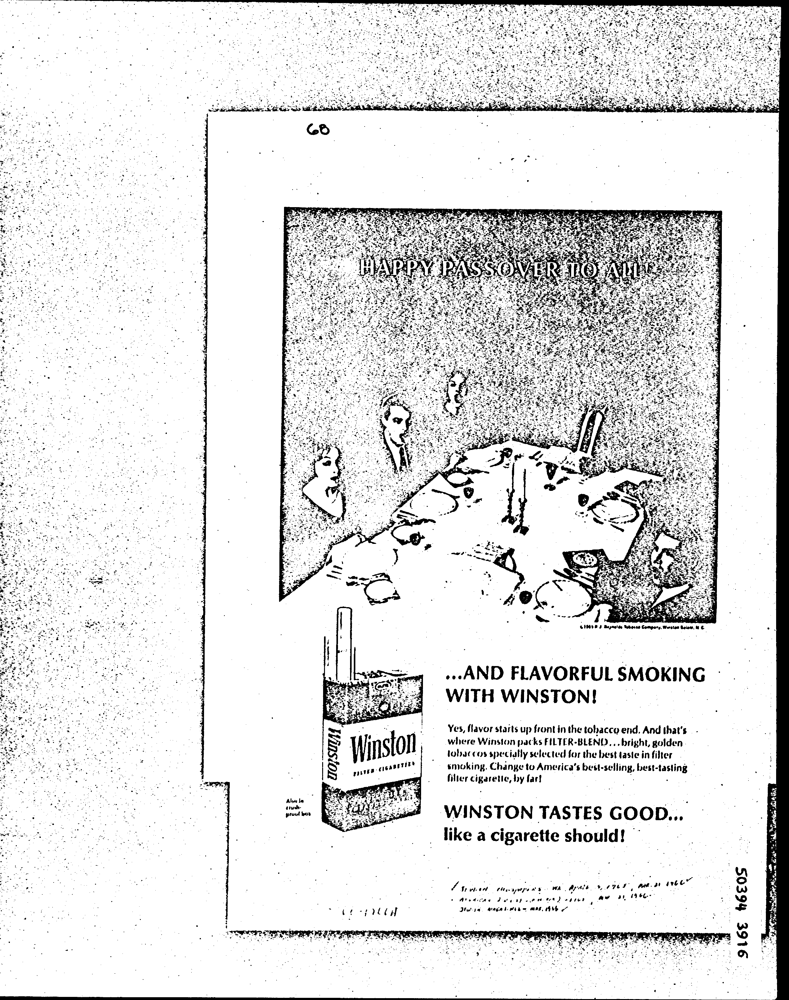 68
HAPPY PASSOVER TO ALL
©1965 R. J. Reynolds Tobacco Company, Winston-Salem, N. C.
...AND FLAVORFUL SMOKING
WITH WINSTON!
Yes, flavor starts up front in the tobacco end. And that's
where Winston packs FILTER-BLEND...bright, golden
tobaccos specially selected for the best taste in filter
smoking. Change to America's best-selling, best-tasting
filter cigarette, by far!
Winston
Winston
FILTER-CIGARETTES
Also in
crush-
proof box
WINSTON TASTES GOOD...
like a cigarette should!
50394 3916